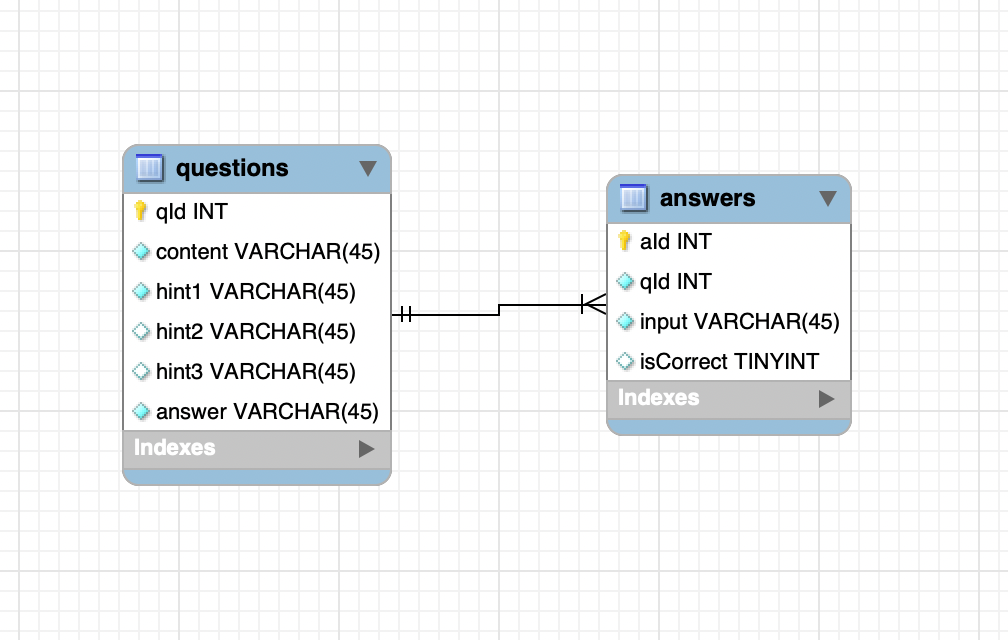 questions
qId INT
content VARCHAR(45)
hint1 VARCHAR(45)
hint2 VARCHAR(45)
hint3 VARCHAR(45)
answer VARCHAR(45)
Indexes
answers
aId INT
qId INT
input VARCHAR(45)
isCorrect TINYINT
Indexes